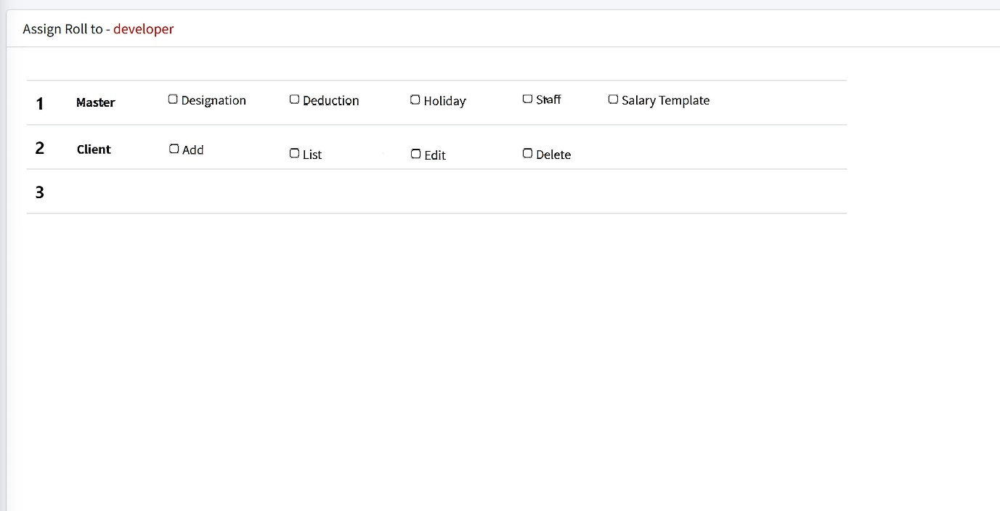 Assign Roll to - developer
1 Master Designation Deduction Holiday Staff Salary Template
2 Client Add List Edit Delete
3